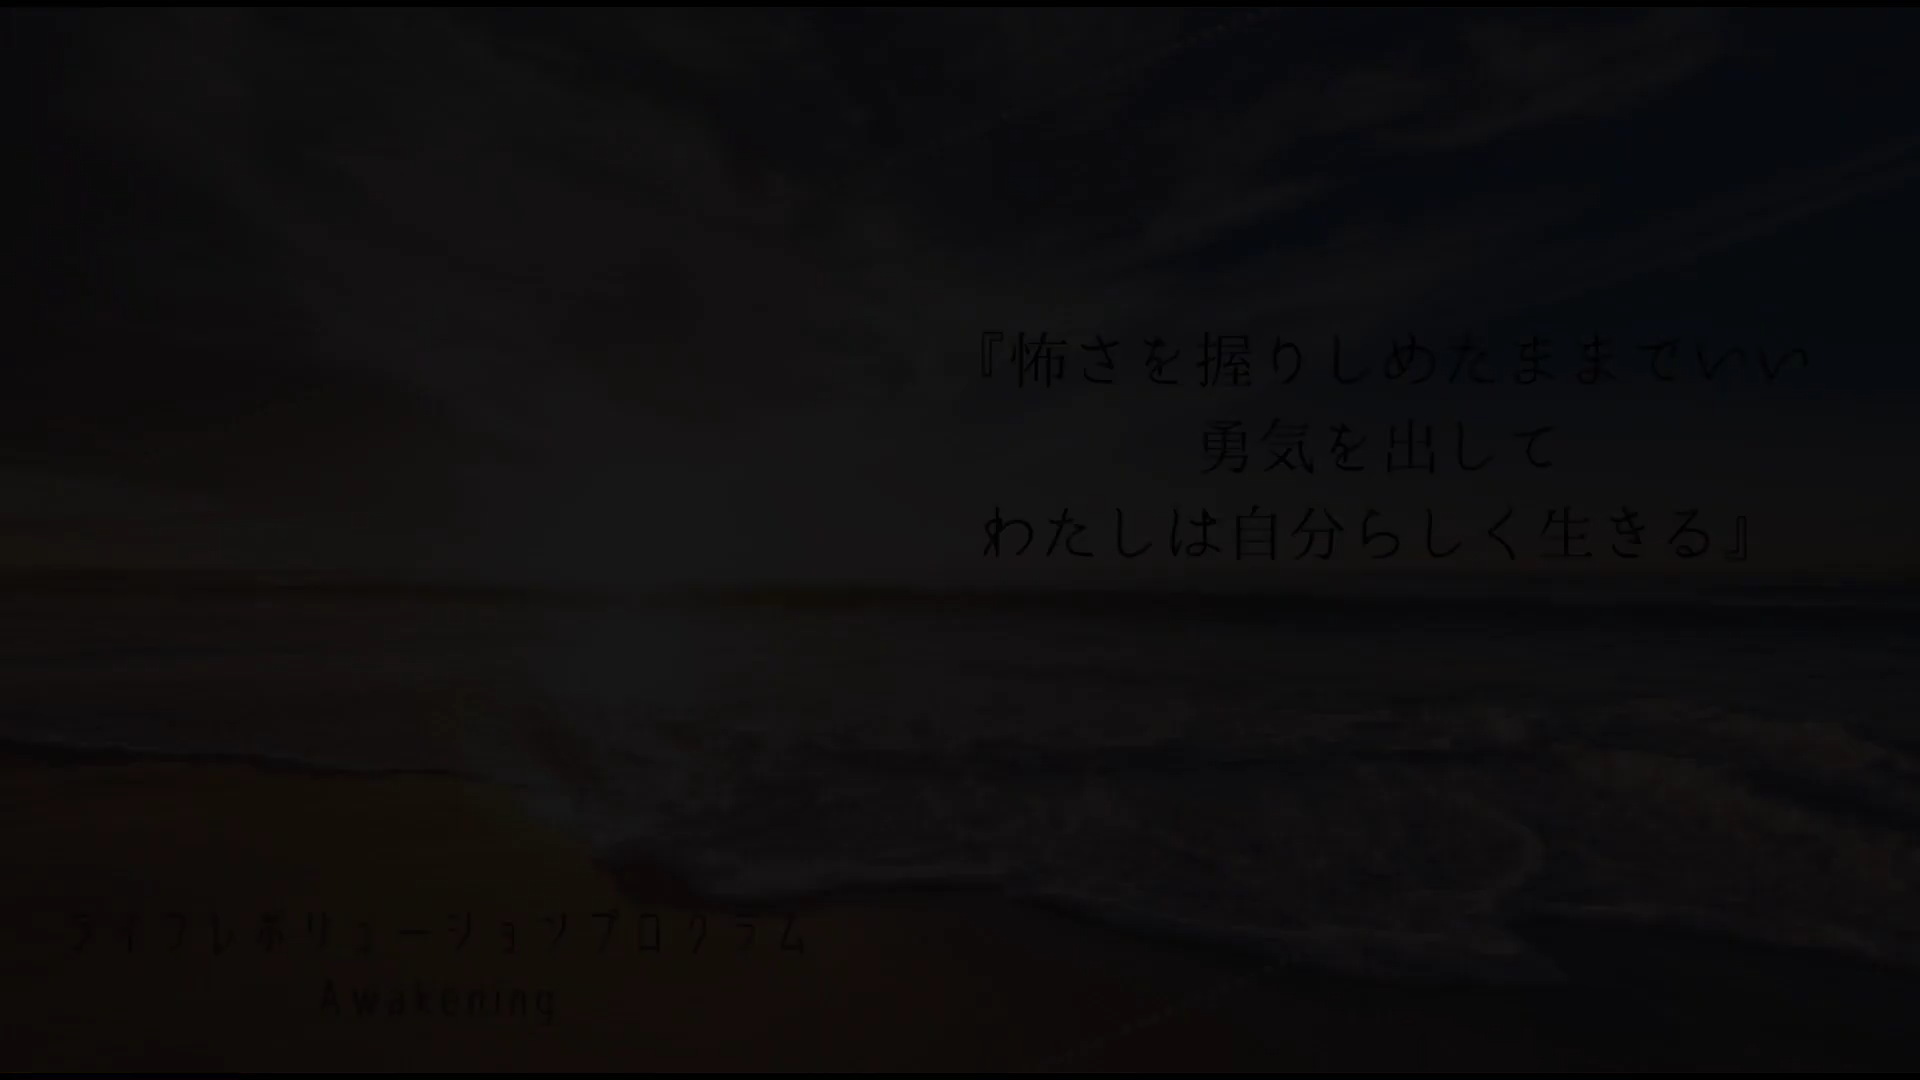 『怖さを握りしめたままでいい
勇気を出して
わたしは自分らしく生きる』
ライフレボリューションプログラム
Awakening